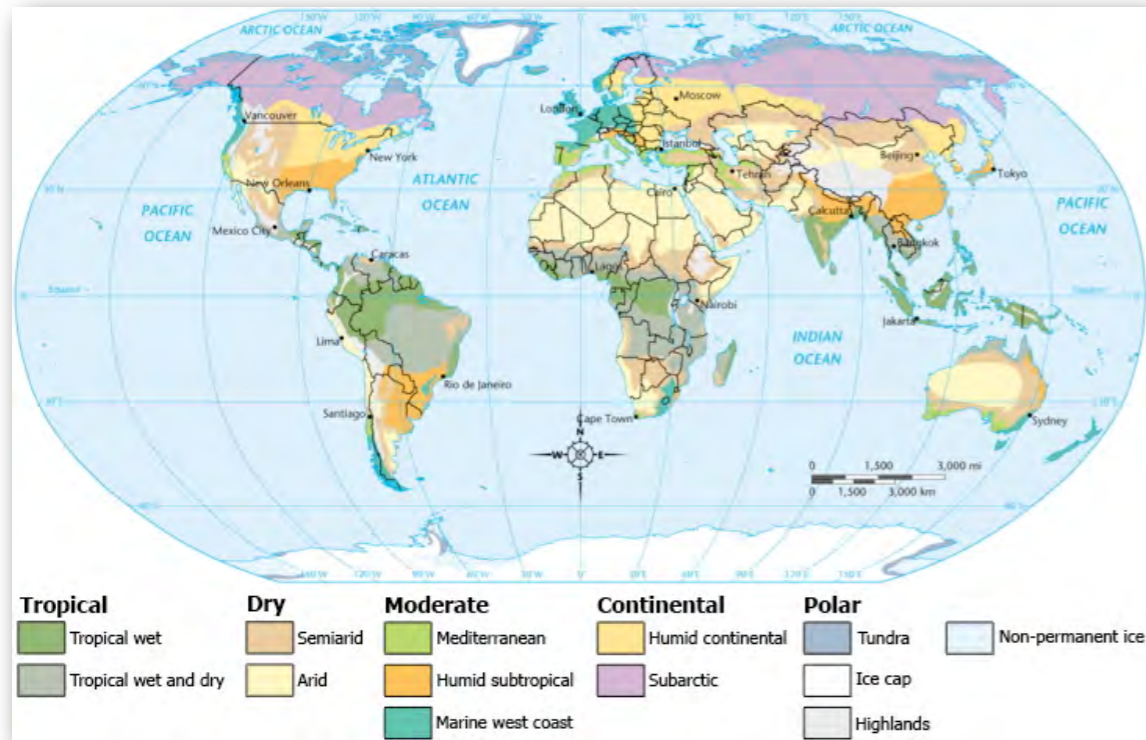 ARCTIC OCEAN
ARCTIC OCEAN
London
Moscow
Vancouver
Istanbul
New York
Beijing
Tokyo
New Orleans
ATLANTIC
OCEAN
Cairo
Tehran
PACIFIC
OCEAN
PACIFIC
OCEAN
Mexico City
Calcutta
Caracas
Lagos
Bangkok
Equator
Nairobi
Jakarta
INDIAN
OCEAN
Lima
Rio de Janeiro
Santiago
Cape Town
Sydney
N
W E
S
0 1,500 3,000 mi
0 1,500 3,000 km
Tropical
Tropical wet
Tropical wet and dry
Dry
Semiarid
Arid
Moderate
Mediterranean
Humid subtropical
Marine west coast
Continental
Humid continental
Subarctic
Polar
Tundra
Ice cap
Highlands
Non-permanent ice